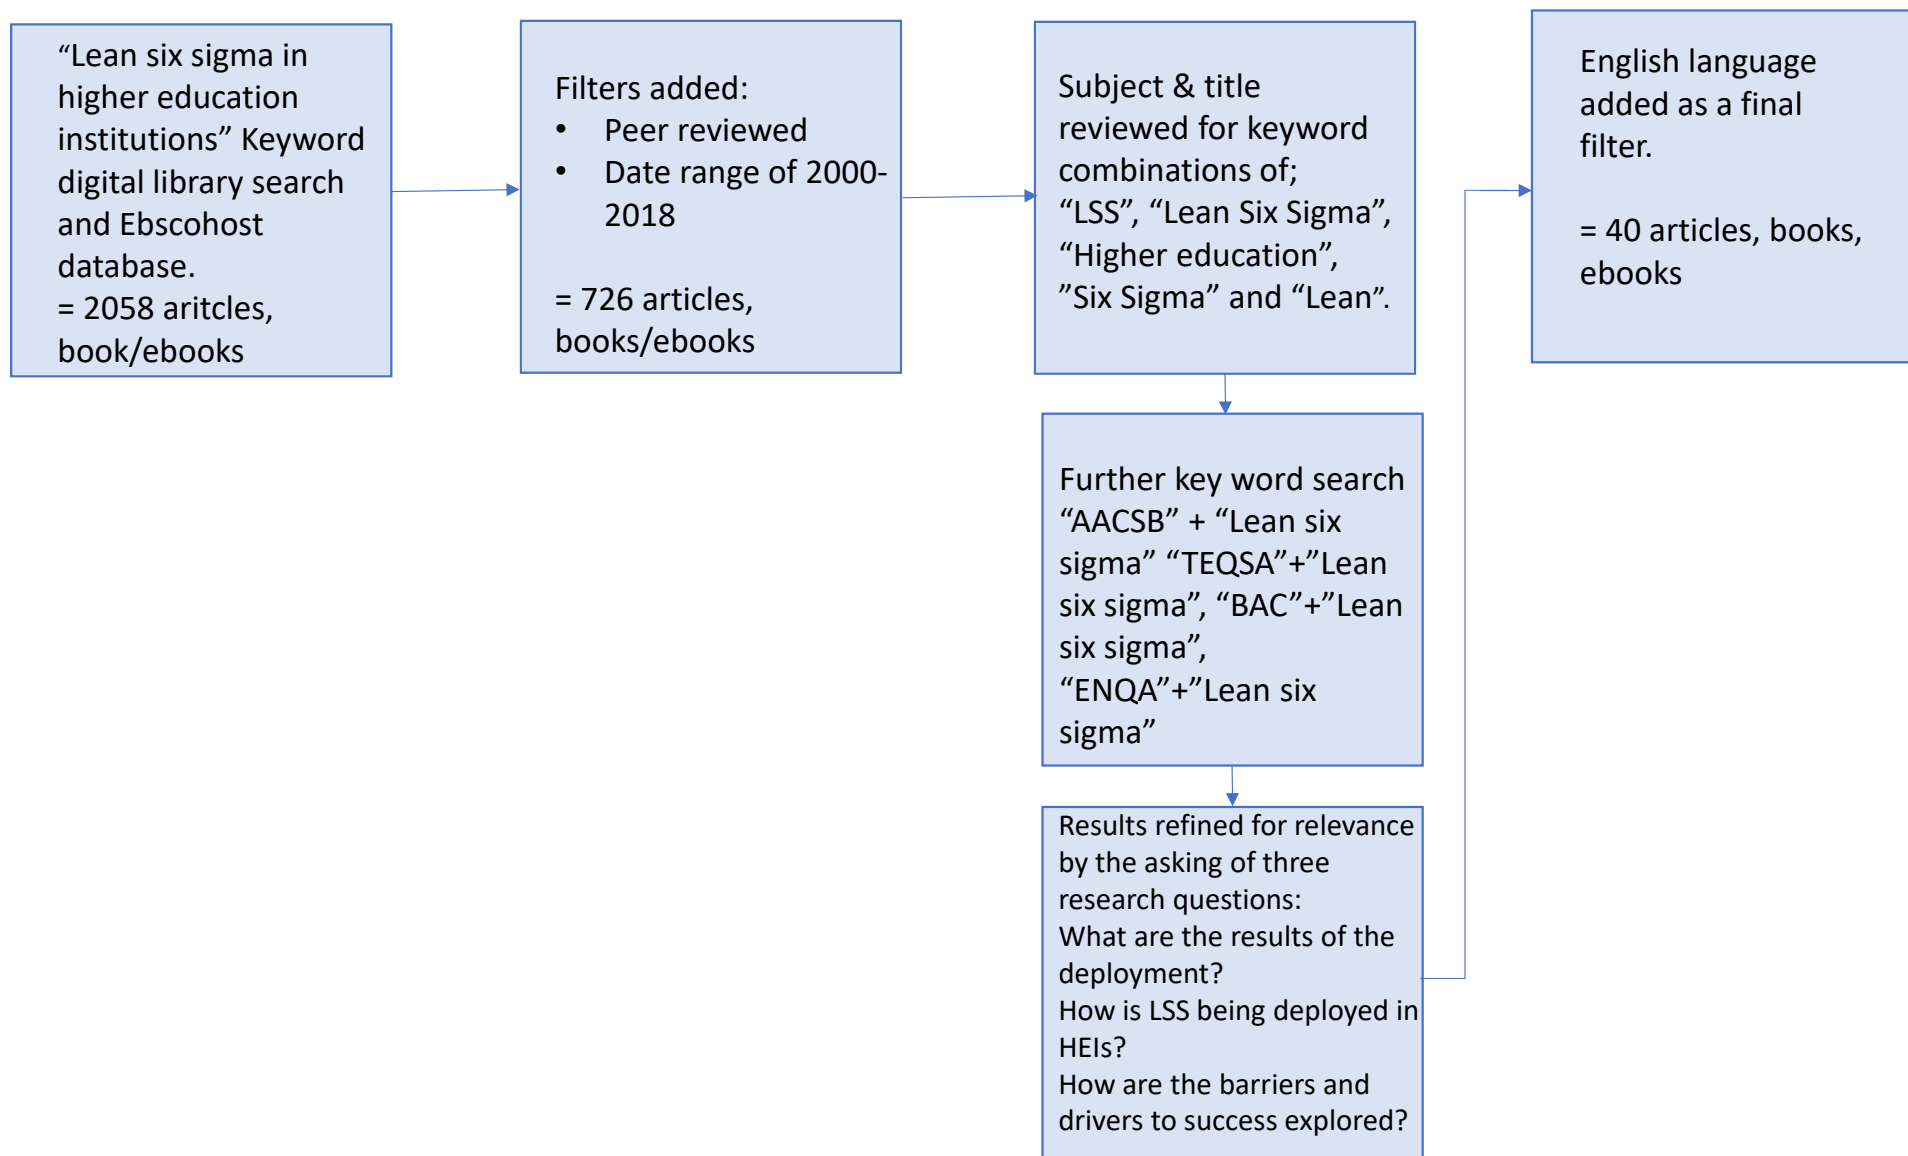 “Lean six sigma in
higher education
institutions” Keyword
digital library search
and Ebscohost
database.
= 2058 aritcles,
book/ebooks
Filters added:
• Peer reviewed
• Date range of 2000-
2018
= 726 articles,
books/ebooks
Subject & title
reviewed for keyword
combinations of;
“LSS”, “Lean Six Sigma”,
“Higher education”,
”Six Sigma” and “Lean”.
Further key word search
“AACSB” + “Lean six
sigma” “TEQSA”+”Lean
six sigma”, “BAC”+”Lean
six sigma”,
“ENQA”+”Lean six
sigma”
Results refined for relevance
by the asking of three
research questions:
What are the results of the
deployment?
How is LSS being deployed in
HEIs?
How are the barriers and
drivers to success explored?
English language
added as a final
filter.
= 40 articles, books,
ebooks